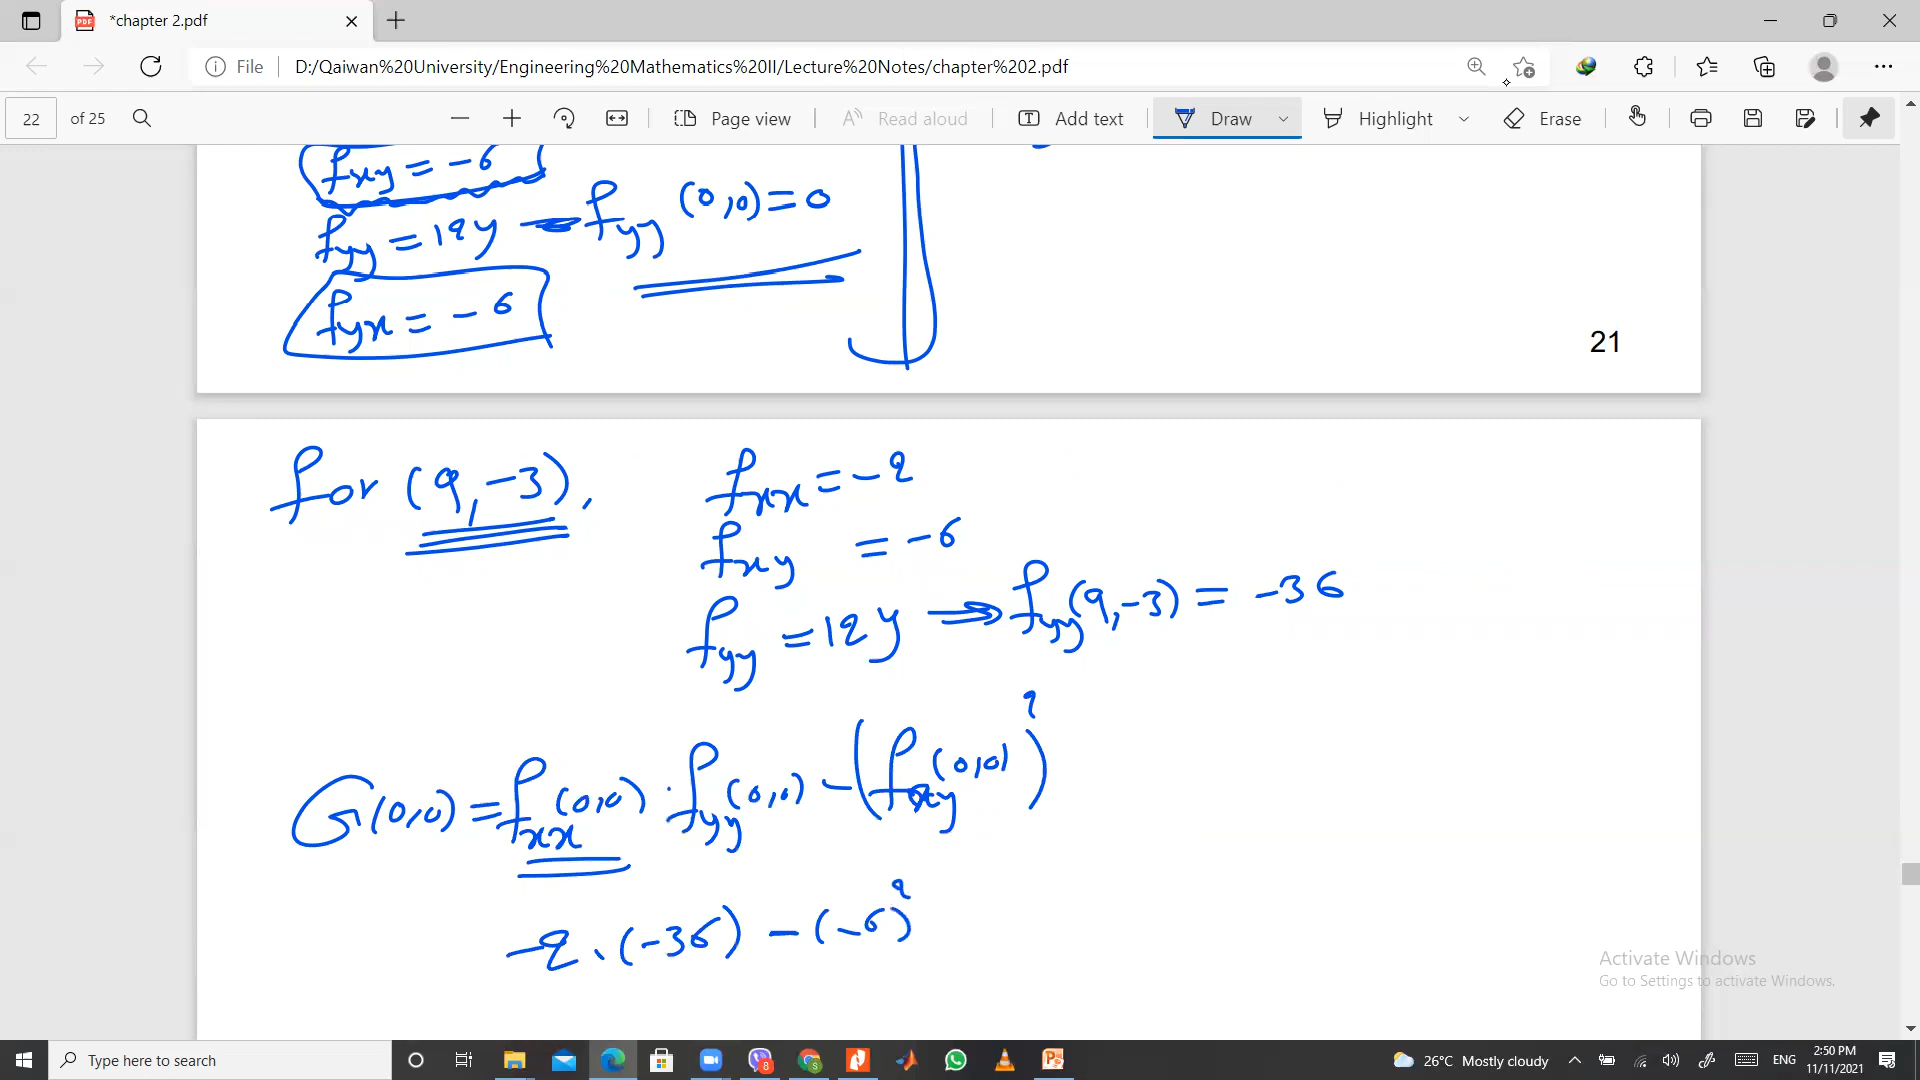 *chapter 2.pdf
File D:/Qaiwan%20University/Engineering%20Mathematics%20II/Lecture%20Notes/chapter%202.pdf
22 of 25 Page view Read aloud Add text Draw Highlight Erase
fxy = -6
fyy = 12y → fyy (0,0) = 0
fyx = -6
21
for (9,-3), fxx = -2
fxy = -6
fyy = 12y → fyy(9,-3) = -36
G(0,0) = fxx(0,0) · fyy(0,0) - (fxy(0,0))²
-2 · (-36) - (-6)²
Activate Windows
Go to Settings to activate Windows.
Type here to search
8
26°C Mostly cloudy
ENG
2:50 PM
11/11/2021